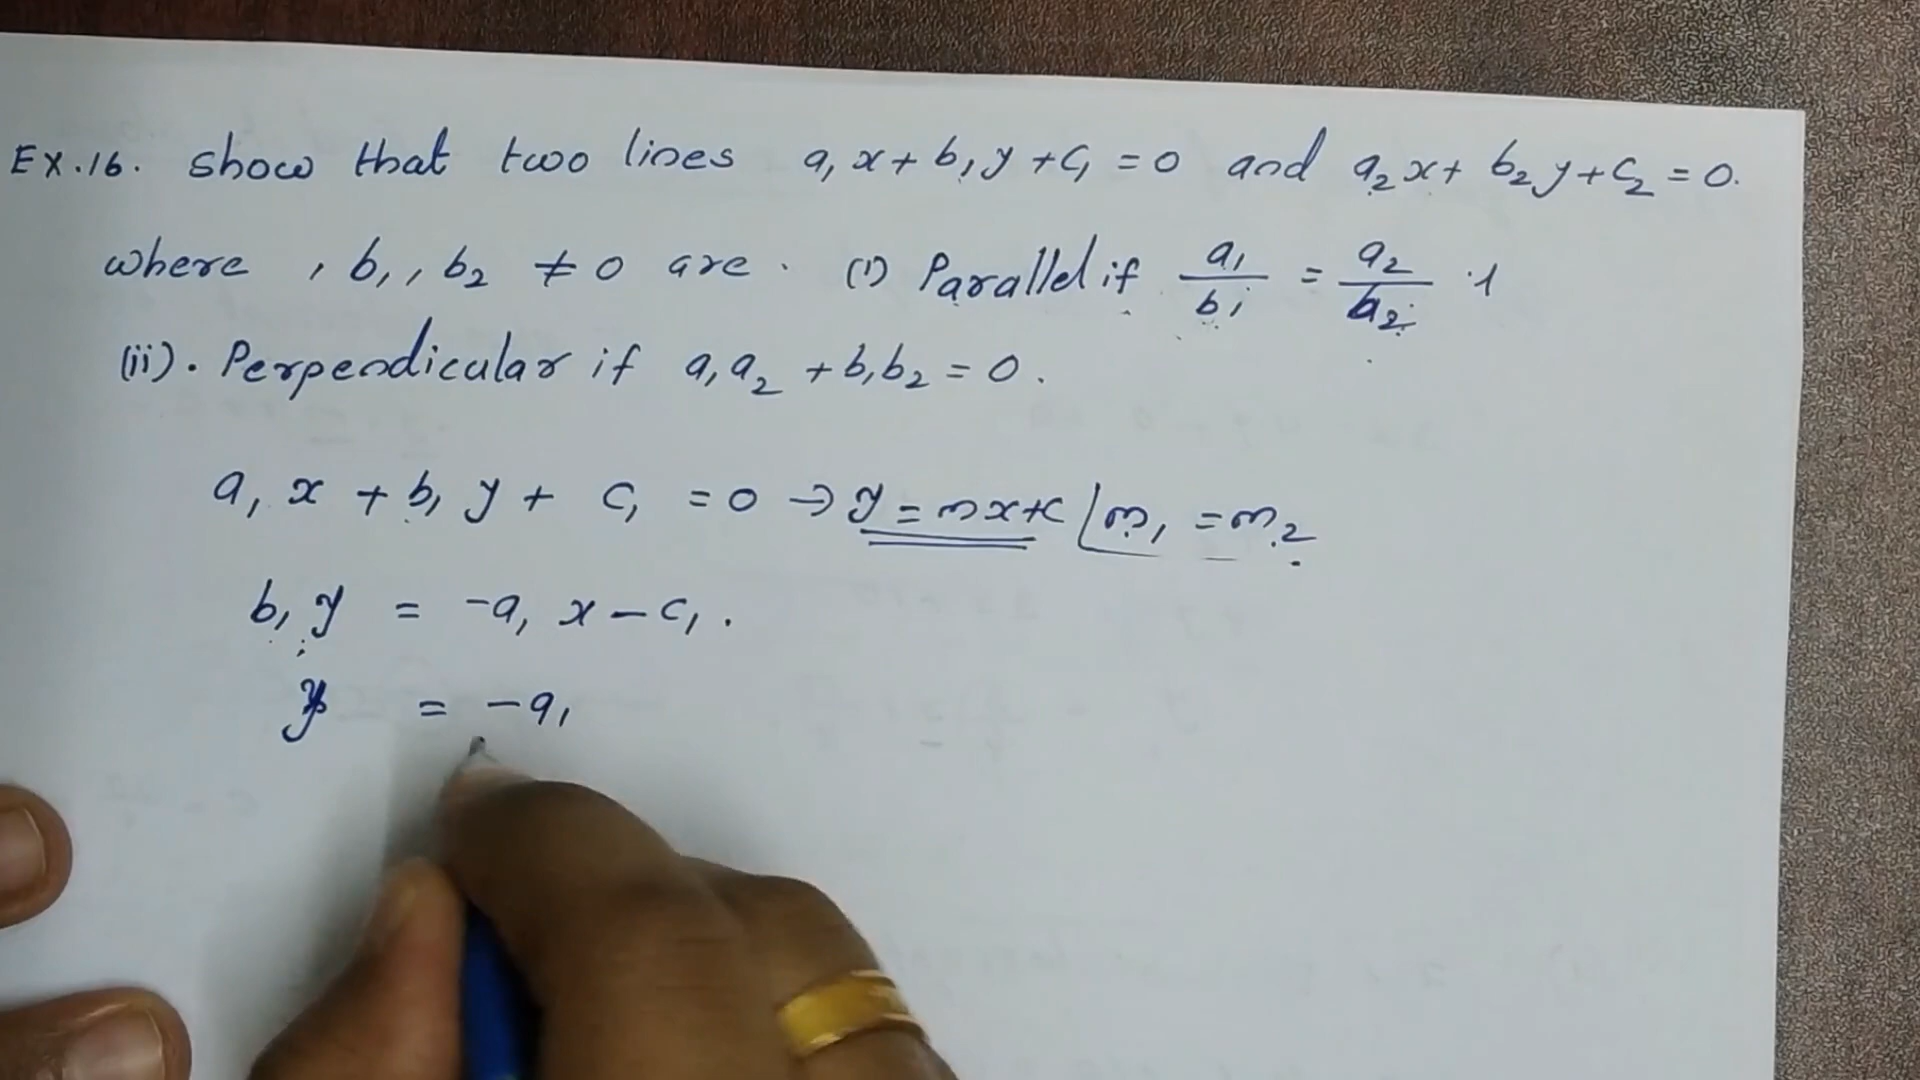 EX.16. show that two lines a₁x + b₁y + c₁ = 0 and a₂x + b₂y + c₂ = 0.
where , b₁, b₂ ≠ 0 are. (i) Parallel if a₁/b₁ = a₂/b₂
(ii). Perpendicular if a₁a₂ + b₁b₂ = 0.
a₁x + b₁y + c₁ = 0 → y = mx+c | m₁ = m₂
b₁y = -a₁x - c₁.
y = -a₁